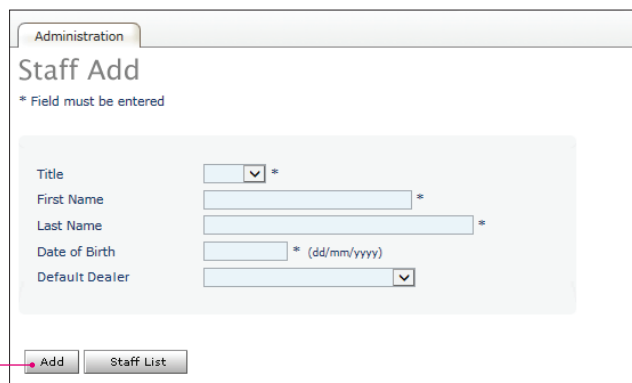 Administration
Staff Add
* Field must be entered
Title *
First Name *
Last Name *
Date of Birth * (dd/mm/yyyy)
Default Dealer
Add Staff List